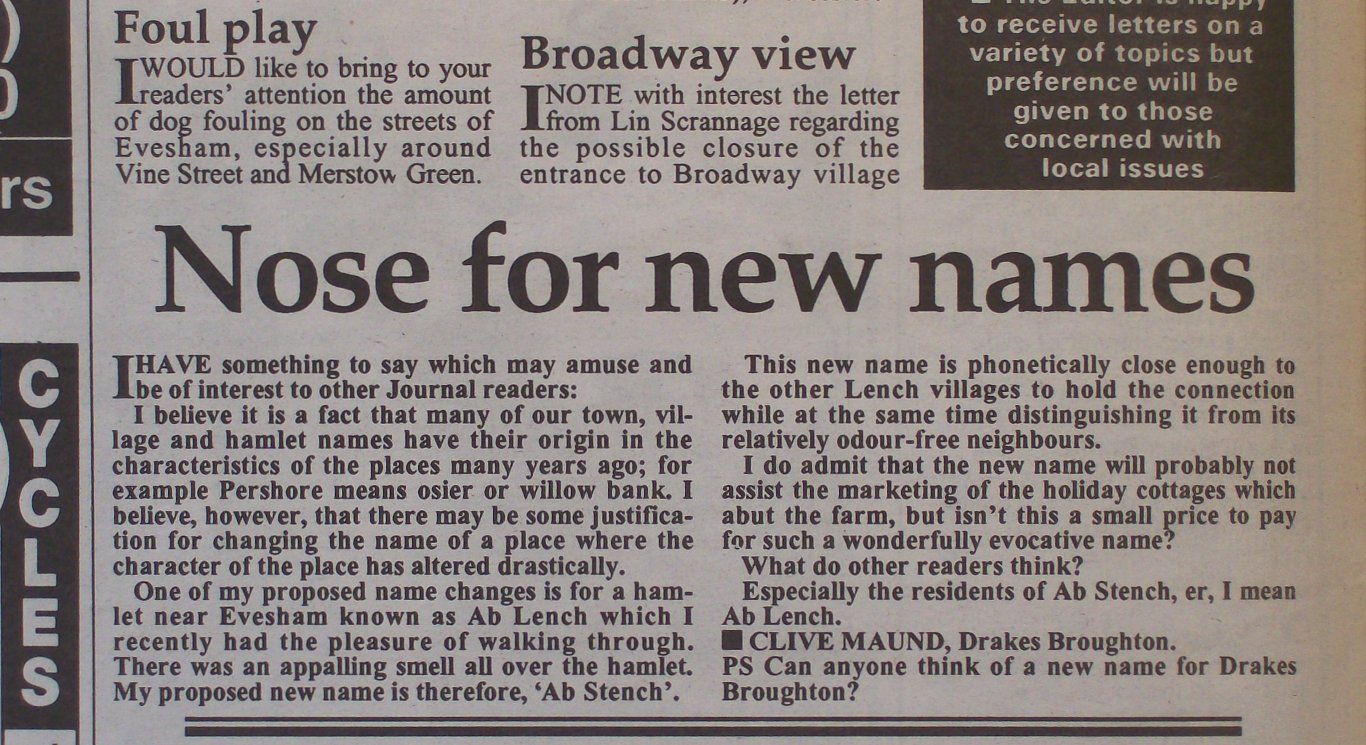 Foul play
I WOULD like to bring to your
readers' attention the amount
of dog fouling on the streets of
Evesham, especially around
Vine Street and Merstow Green.
Broadway view
I NOTE with interest the letter
from Lin Scrannage regarding
the possible closure of the
entrance to Broadway village
■ The Editor is happy
to receive letters on a
variety of topics but
preference will be
given to those
concerned with
local issues
rs
CYCLES
Nose for new names
I HAVE something to say which may amuse and
be of interest to other Journal readers:
I believe it is a fact that many of our town, vil-
lage and hamlet names have their origin in the
characteristics of the places many years ago; for
example Pershore means osier or willow bank. I
believe, however, that there may be some justifica-
tion for changing the name of a place where the
character of the place has altered drastically.
One of my proposed name changes is for a ham-
let near Evesham known as Ab Lench which I
recently had the pleasure of walking through.
There was an appalling smell all over the hamlet.
My proposed new name is therefore, 'Ab Stench'.
This new name is phonetically close enough to
the other Lench villages to hold the connection
while at the same time distinguishing it from its
relatively odour-free neighbours.
I do admit that the new name will probably not
assist the marketing of the holiday cottages which
abut the farm, but isn't this a small price to pay
for such a wonderfully evocative name?
What do other readers think?
Especially the residents of Ab Stench, er, I mean
Ab Lench.
■ CLIVE MAUND, Drakes Broughton.
PS Can anyone think of a new name for Drakes
Broughton?